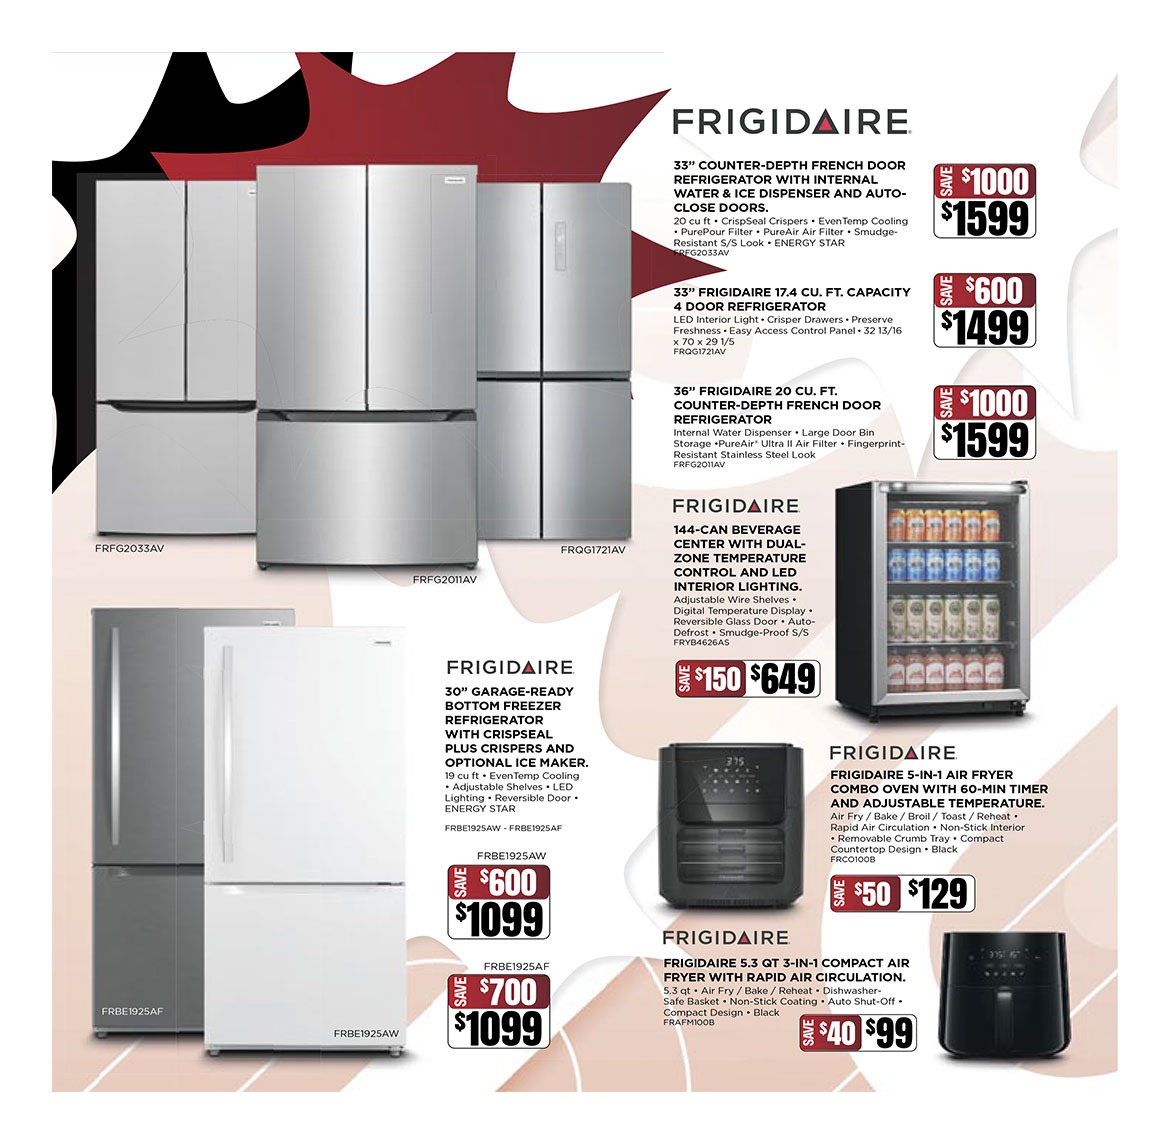 FRIGIDAIRE
33” COUNTER-DEPTH FRENCH DOOR
REFRIGERATOR WITH INTERNAL
WATER & ICE DISPENSER AND AUTO-
CLOSE DOORS.
20 cu ft • CrispSeal Crispers • EvenTemp Cooling
• PurePour Filter • PureAir Air Filter • Smudge-
Resistant S/S Look • ENERGY STAR
FRFG2033AV
SAVE $1000
$1599
33” FRIGIDAIRE 17.4 CU. FT. CAPACITY
4 DOOR REFRIGERATOR
LED Interior Light • Crisper Drawers • Preserve
Freshness • Easy Access Control Panel • 32 13/16
x 70 x 29 1/5
FRQG1721AV
SAVE $600
$1499
36” FRIGIDAIRE 20 CU. FT.
COUNTER-DEPTH FRENCH DOOR
REFRIGERATOR
Internal Water Dispenser • Large Door Bin
Storage •PureAir® Ultra II Air Filter • Fingerprint-
Resistant Stainless Steel Look
FRFG2011AV
SAVE $1000
$1599
FRFG2033AV
FRFG2011AV
FRQG1721AV
FRIGIDAIRE
144-CAN BEVERAGE
CENTER WITH DUAL-
ZONE TEMPERATURE
CONTROL AND LED
INTERIOR LIGHTING.
Adjustable Wire Shelves •
Digital Temperature Display •
Reversible Glass Door • Auto-
Defrost • Smudge-Proof S/S
FRYB4626AS
SAVE $150 $649
FRIGIDAIRE
30” GARAGE-READY
BOTTOM FREEZER
REFRIGERATOR
WITH CRISPSEAL
PLUS CRISPERS AND
OPTIONAL ICE MAKER.
19 cu ft • EvenTemp Cooling
• Adjustable Shelves • LED
Lighting • Reversible Door •
ENERGY STAR
FRBE1925AW - FRBE1925AF
FRBE1925AW
SAVE $600
$1099
FRBE1925AF
SAVE $700
$1099
FRBE1925AF
FRBE1925AW
FRIGIDAIRE
FRIGIDAIRE 5-IN-1 AIR FRYER
COMBO OVEN WITH 60-MIN TIMER
AND ADJUSTABLE TEMPERATURE.
Air Fry / Bake / Broil / Toast / Reheat •
Rapid Air Circulation • Non-Stick Interior
• Removable Crumb Tray • Compact
Countertop Design • Black
FRCO100B
SAVE $50 $129
375
FRIGIDAIRE
FRIGIDAIRE 5.3 QT 3-IN-1 COMPACT AIR
FRYER WITH RAPID AIR CIRCULATION.
5.3 qt • Air Fry / Bake / Reheat • Dishwasher-
Safe Basket • Non-Stick Coating • Auto Shut-Off •
Compact Design • Black
FRAFM100B
SAVE $40 $99